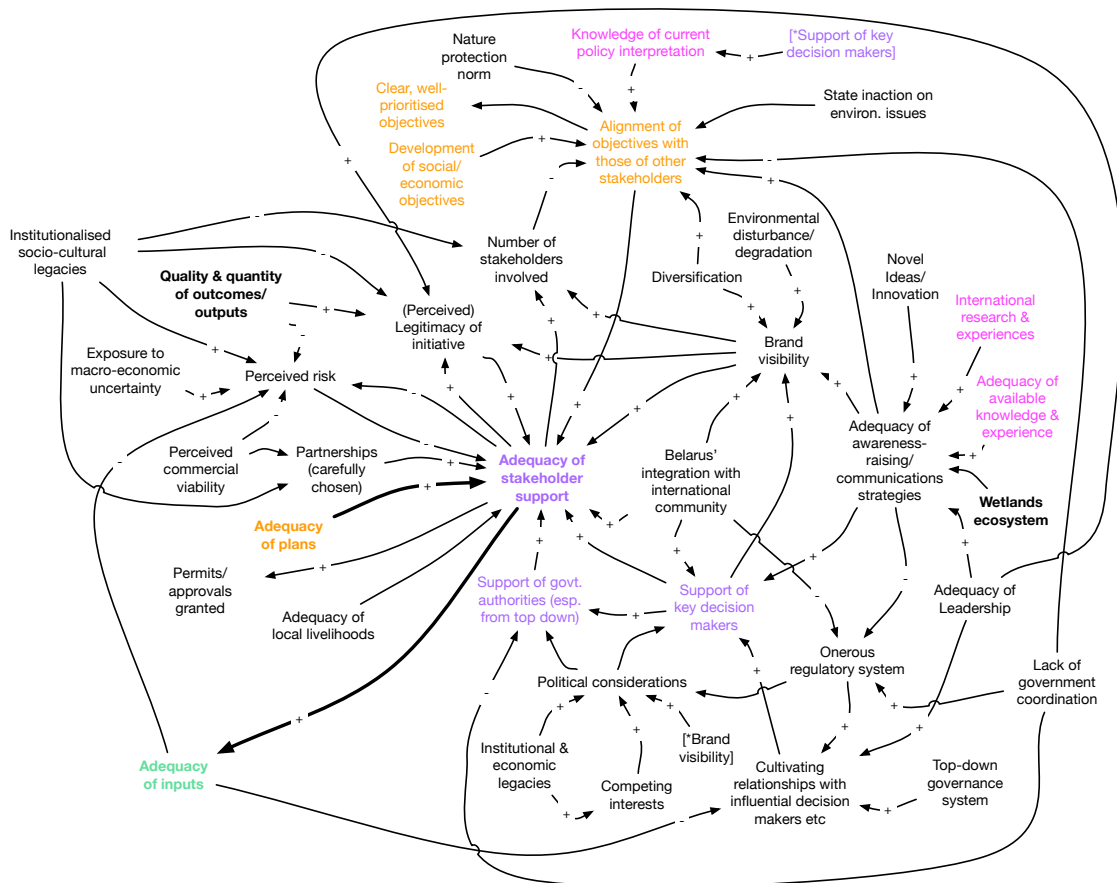 Nature
protection
norm
Knowledge of current
policy interpretation
[*Support of key
decision makers]
Clear, well-
prioritised
objectives
State inaction on
environ. issues
Alignment of
objectives with
those of other
stakeholders
Development
of social/
economic
objectives
Institutionalised
socio-cultural
legacies
Number of
stakeholders
involved
Environmental
disturbance/
degradation
Diversification
Novel
Ideas/
Innovation
Quality & quantity
of outcomes/
outputs
(Perceived)
Legitimacy of
initiative
International
research &
experiences
Brand
visibility
Exposure to
macro-economic
uncertainty
Perceived risk
Adequacy of
available
knowledge &
experience
Perceived
commercial
viability
Partnerships
(carefully
chosen)
Adequacy of
stakeholder
support
Belarus'
integration with
international
community
Adequacy of
awareness-
raising/
communications
strategies
Wetlands
ecosystem
Adequacy
of plans
Permits/
approvals
granted
Adequacy of
local livelihoods
Support of govt.
authorities (esp.
from top down)
Support of
key decision
makers
Adequacy of
Leadership
Onerous
regulatory system
Lack of
government
coordination
Political considerations
Institutional &
economic
legacies
Competing
interests
[*Brand
visibility]
Cultivating
relationships with
influential decision
makers etc
Top-down
governance
system
Adequacy
of inputs